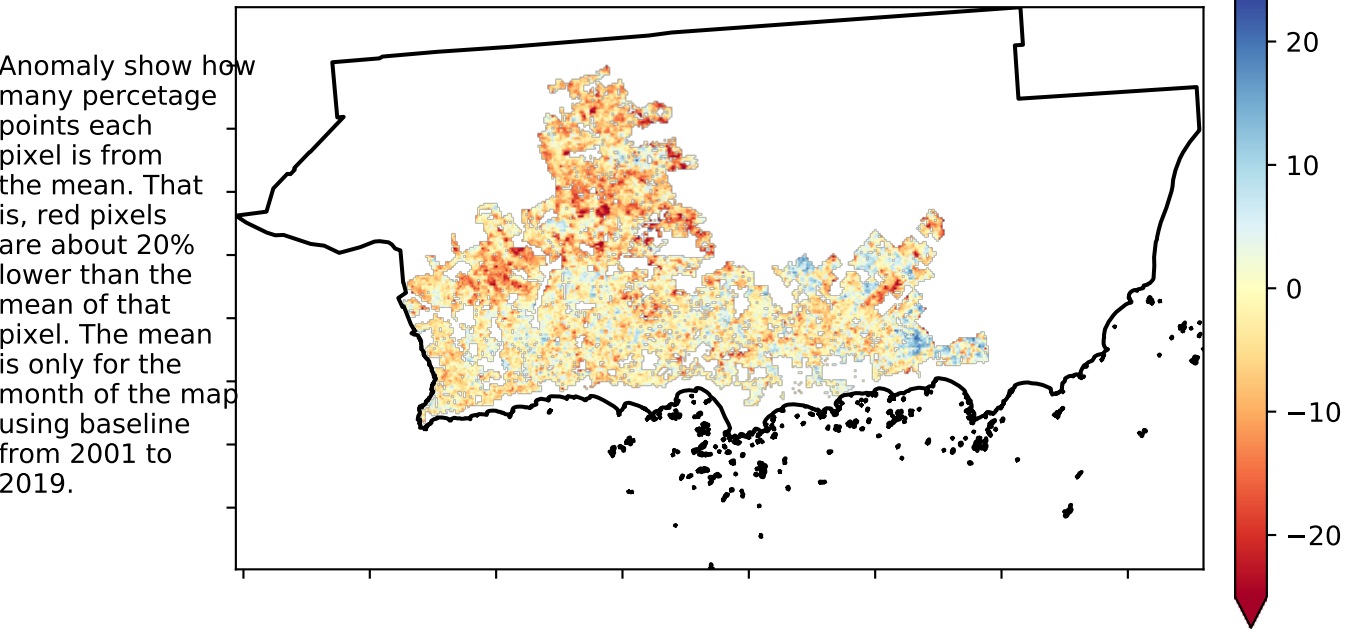 Anomaly show how
many percetage
points each
pixel is from
the mean. That
is, red pixels
are about 20%
lower than the
mean of that
pixel. The mean
is only for the
month of the map
using baseline
from 2001 to
2019.
20
10
0
−10
−20